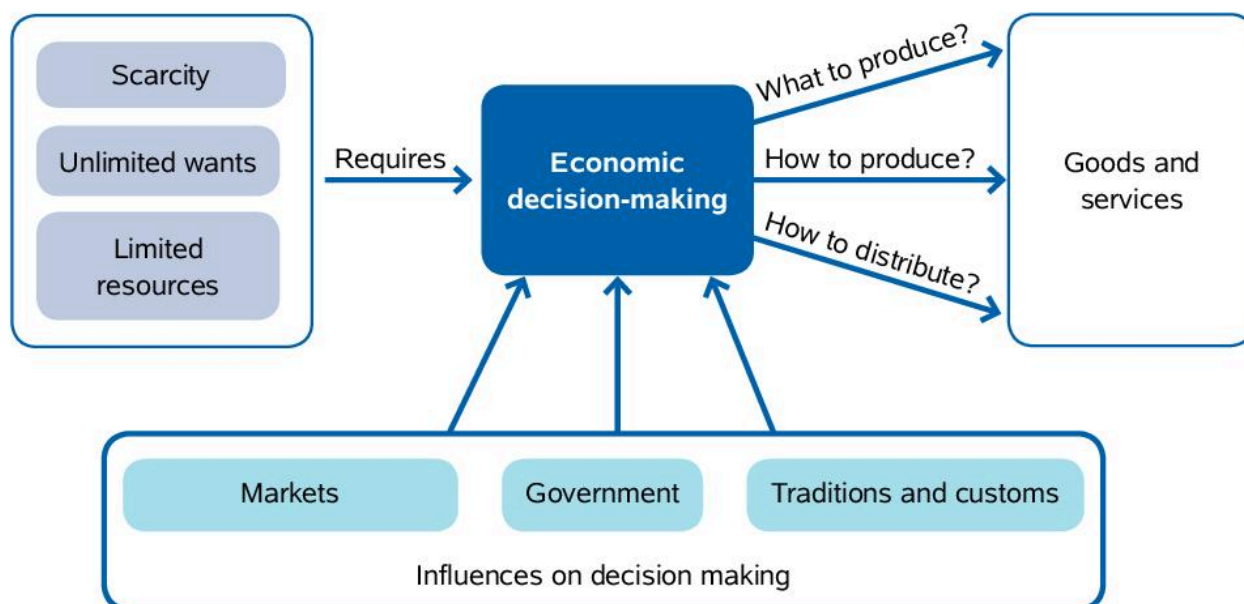 Scarcity
Unlimited wants
Limited
resources
Requires
Economic
decision-making
What to produce?
How to produce?
How to distribute?
Goods and
services
Markets
Government
Traditions and customs
Influences on decision making